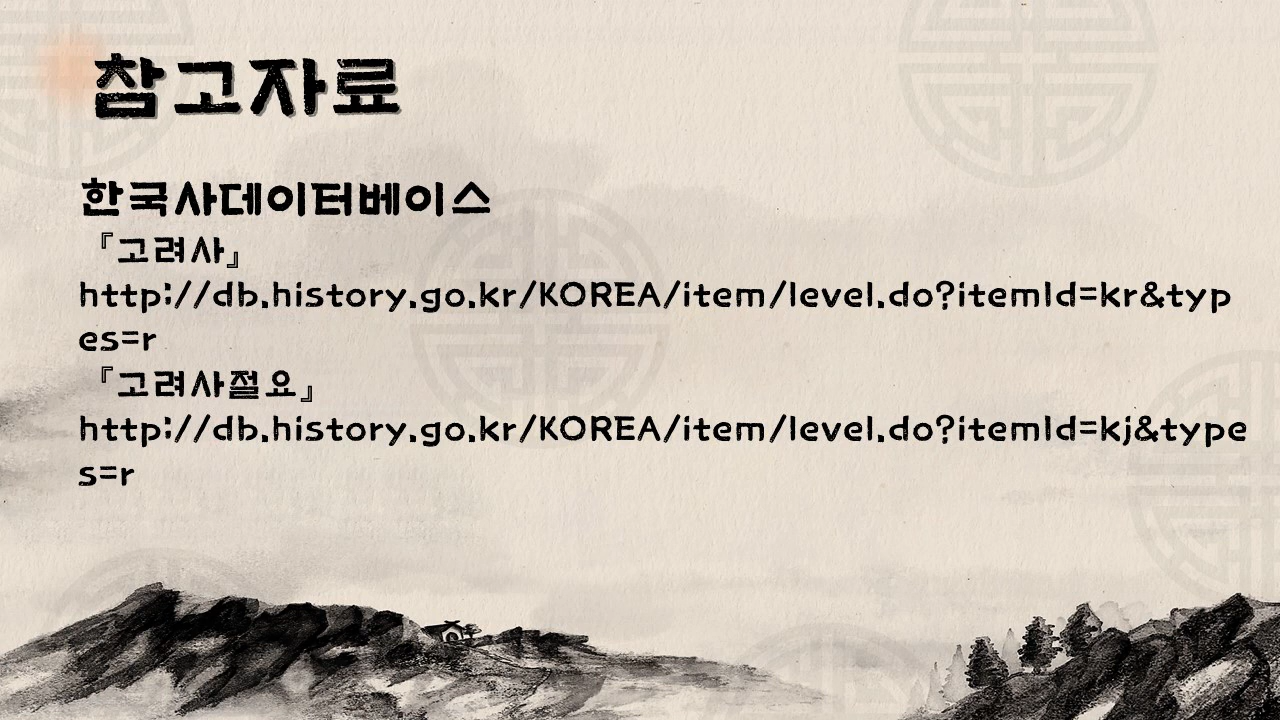 참고자료
한국사데이터베이스
『고려사』
http://db.history.go.kr/KOREA/item/level.do?itemId=kr&typ
es=r
『고려사절요』
http://db.history.go.kr/KOREA/item/level.do?itemId=kj&type
s=r